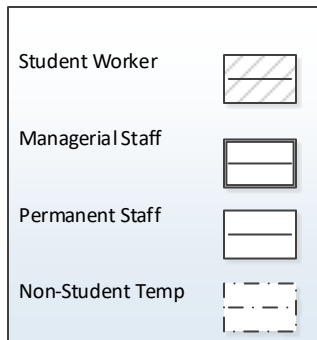 Student Worker
Managerial Staff
Permanent Staff
Non-Student Temp